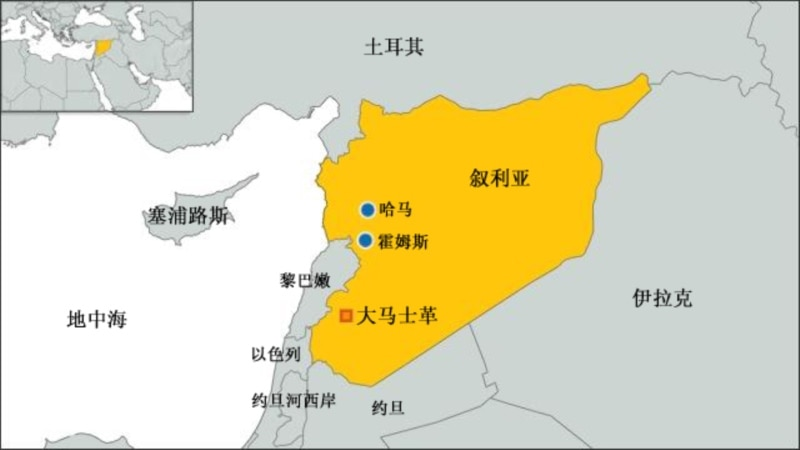 土耳其
叙利亚
哈马
塞浦路斯
霍姆斯
黎巴嫩
伊拉克
地中海
大马士革
以色列
约旦河西岸
约旦